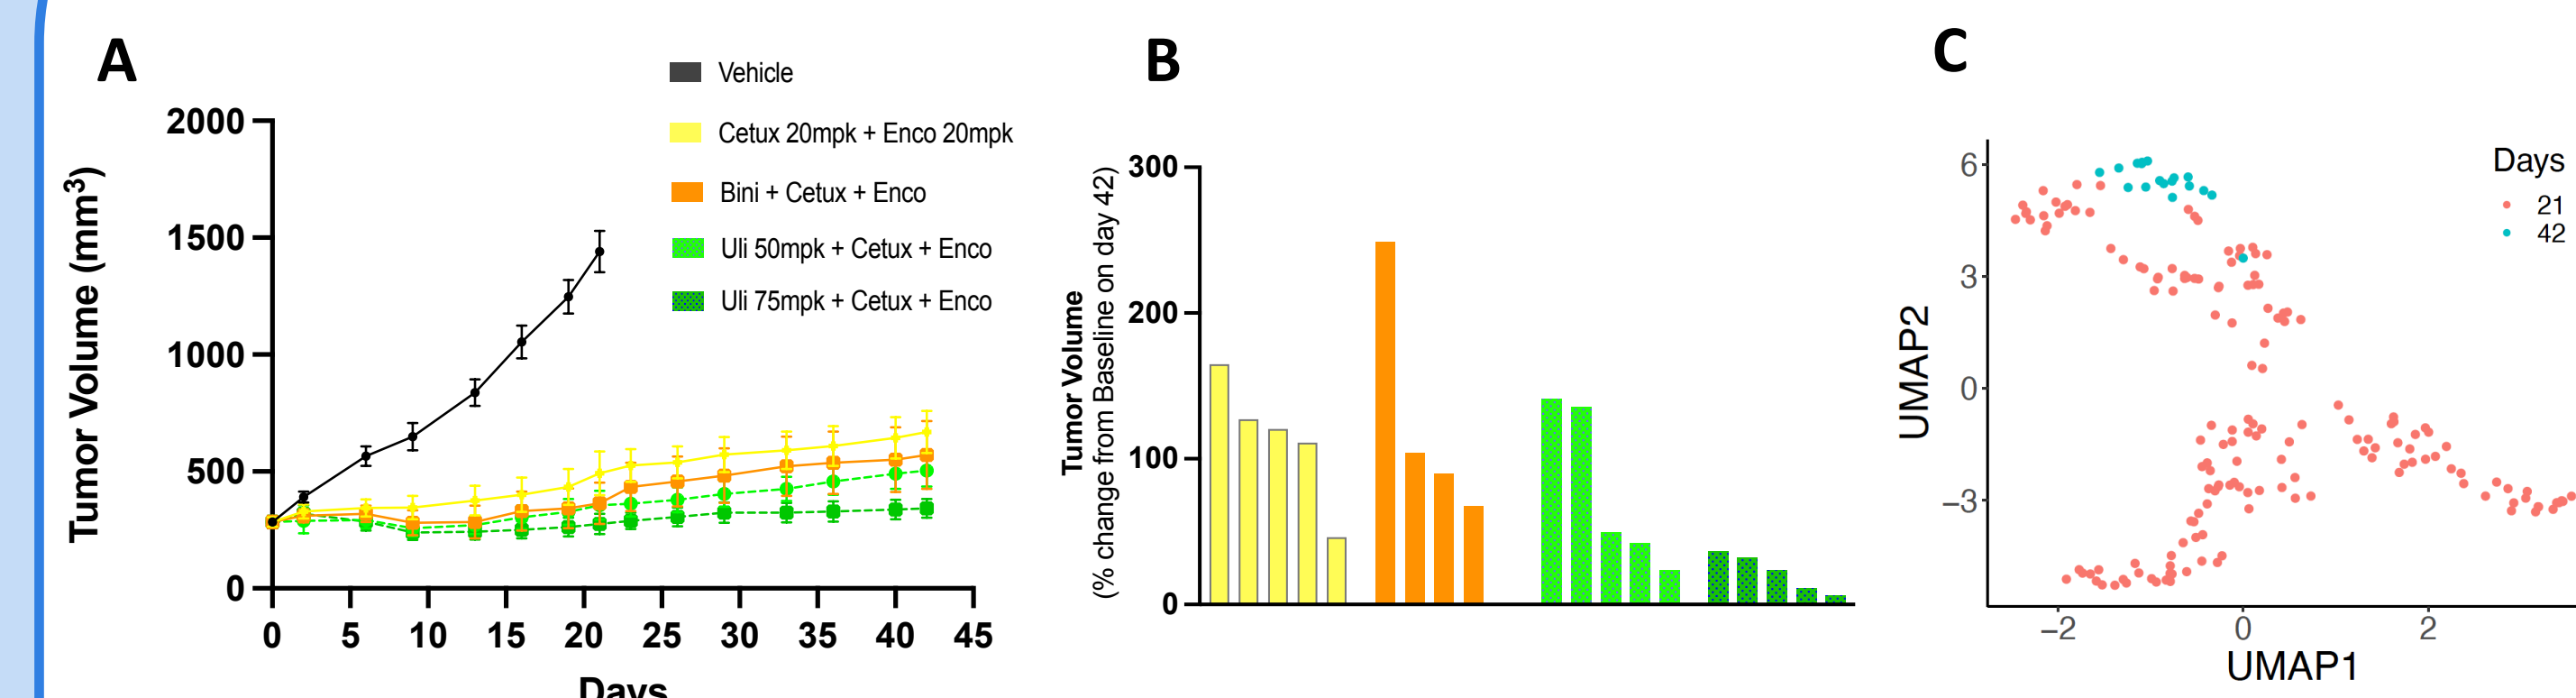 A
2000
1500
1000
500
0
Tumor Volume (mm³)
0 5 10 15 20 25 30 35 40 45
Days
Vehicle
Cetux 20mpk + Enco 20mpk
Bini + Cetux + Enco
Uli 50mpk + Cetux + Enco
Uli 75mpk + Cetux + Enco
B
300
200
100
0
Tumor Volume
(% change from Baseline on day 42)
C
6
3
0
−3
UMAP2
−2 0 2
UMAP1
Days
21
42